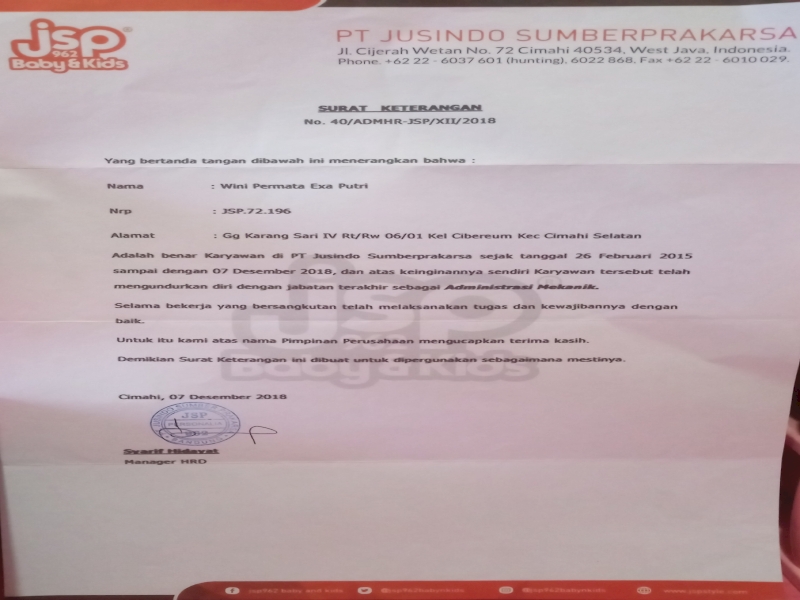 jsp
962
Baby & Kids
PT JUSINDO SUMBERPRAKARSA
Jl. Cijerah Wetan No. 72 Cimahi 40534, West Java, Indonesia.
Phone. +62 22 - 6037 601 (hunting), 6022 868, Fax +62 22 - 6010 029.
SURAT KETERANGAN
No. 40/ADMHR-JSP/XII/2018
Yang bertanda tangan dibawah ini menerangkan bahwa :
Nama : Wini Permata Exa Putri
Nrp : JSP.72.196
Alamat : Gg Karang Sari IV Rt/Rw 06/01 Kel Cibereum Kec Cimahi Selatan
Adalah benar Karyawan di PT Jusindo Sumberprakarsa sejak tanggal 26 Februari 2015
sampai dengan 07 Desember 2018, dan atas keinginannya sendiri Karyawan tersebut telah
mengundurkan diri dengan jabatan terakhir sebagai Administrasi Mekanik.
Selama bekerja yang bersangkutan telah melaksanakan tugas dan kewajibannya dengan
baik.
Untuk itu kami atas nama Pimpinan Perusahaan mengucapkan terima kasih.
Demikian Surat Keterangan ini dibuat untuk dipergunakan sebagaimana mestinya.
jsp
Baby & Kids
Cimahi, 07 Desember 2018
JSP
BANDUNG
Syarif Hidayat
Manager HRD